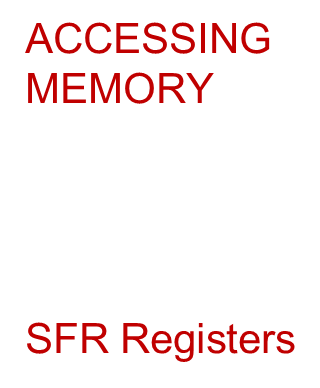 ACCESSING
MEMORY
SFR Registers